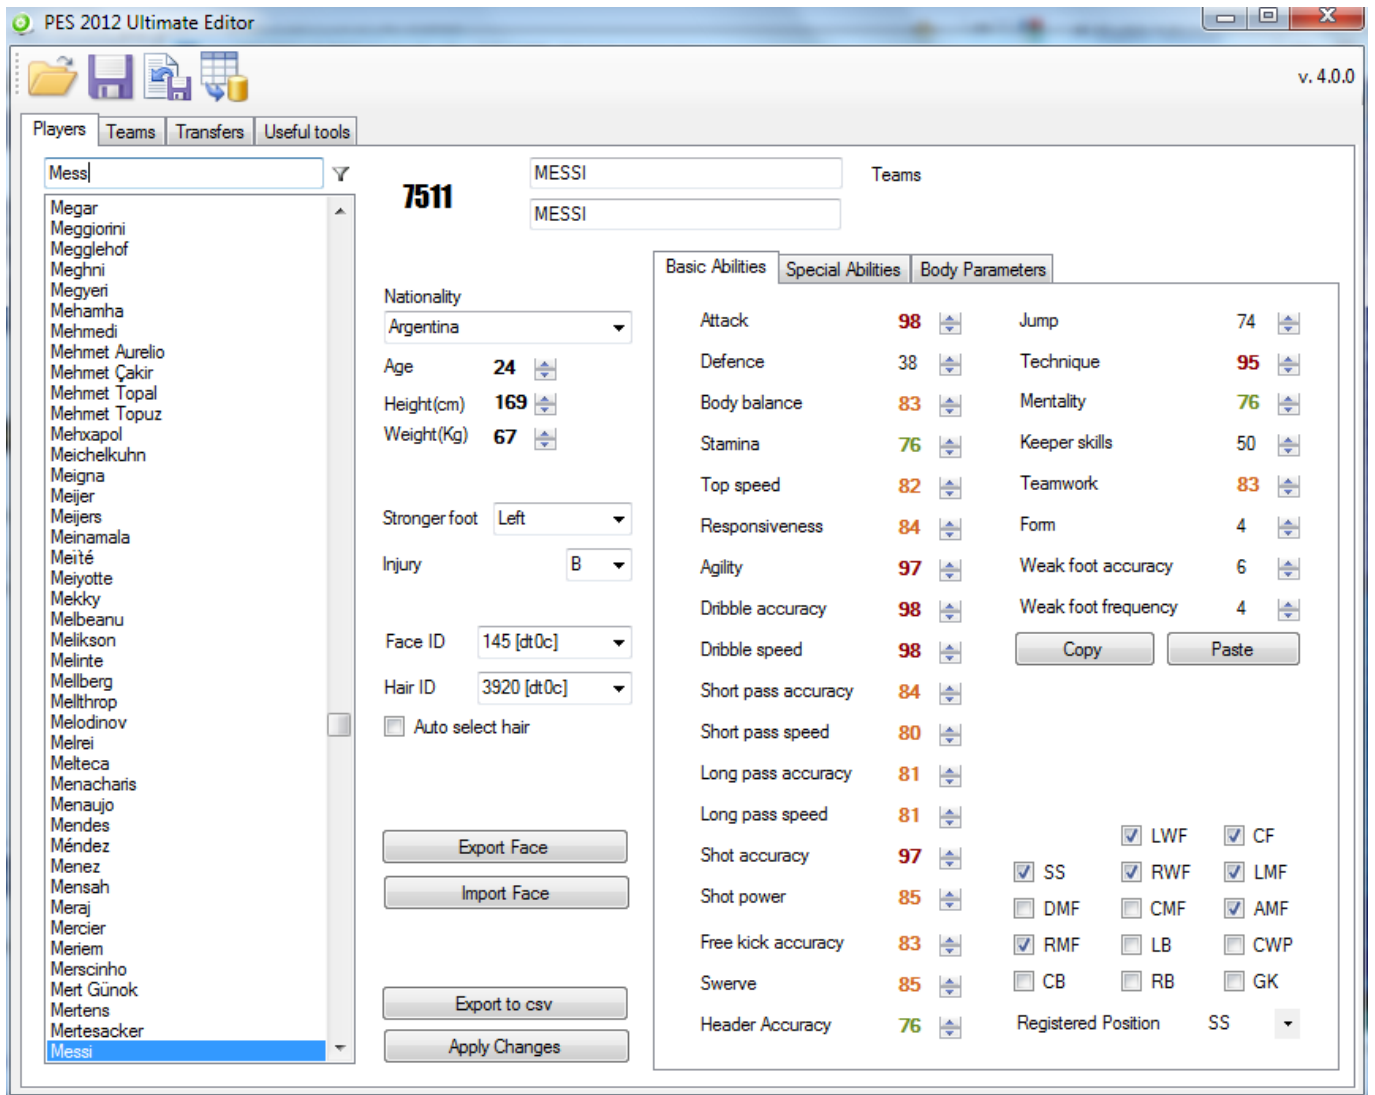 PES 2012 Ultimate Editor
v. 4.0.0
Players Teams Transfers Useful tools
Mess
Megar
Meggiorini
Megglehof
Meghni
Megyeri
Mehamha
Mehmedi
Mehmet Aurelio
Mehmet Çakir
Mehmet Topal
Mehmet Topuz
Mehxapol
Meichelkuhn
Meigna
Meijer
Meijers
Meinamala
Meïté
Meiyotte
Mekky
Melbeanu
Melikson
Melinte
Mellberg
Mellthrop
Melodinov
Melrei
Melteca
Menacharis
Menaujo
Mendes
Méndez
Menez
Mensah
Meraj
Mercier
Meriem
Merscinho
Mert Günok
Mertens
Mertesacker
Messi
7511
MESSI
MESSI
Teams
Nationality
Argentina
Age 24
Height(cm) 169
Weight(Kg) 67
Stronger foot Left
Injury B
Face ID 145 [dt0c]
Hair ID 3920 [dt0c]
Auto select hair
Export Face
Import Face
Export to csv
Apply Changes
Basic Abilities Special Abilities Body Parameters
Attack 98
Defence 38
Body balance 83
Stamina 76
Top speed 82
Responsiveness 84
Agility 97
Dribble accuracy 98
Dribble speed 98
Short pass accuracy 84
Short pass speed 80
Long pass accuracy 81
Long pass speed 81
Shot accuracy 97
Shot power 85
Free kick accuracy 83
Swerve 85
Header Accuracy 76
Jump 74
Technique 95
Mentality 76
Keeper skills 50
Teamwork 83
Form 4
Weak foot accuracy 6
Weak foot frequency 4
Copy Paste
LWF CF
SS RWF LMF
DMF CMF AMF
RMF LB CWP
CB RB GK
Registered Position SS